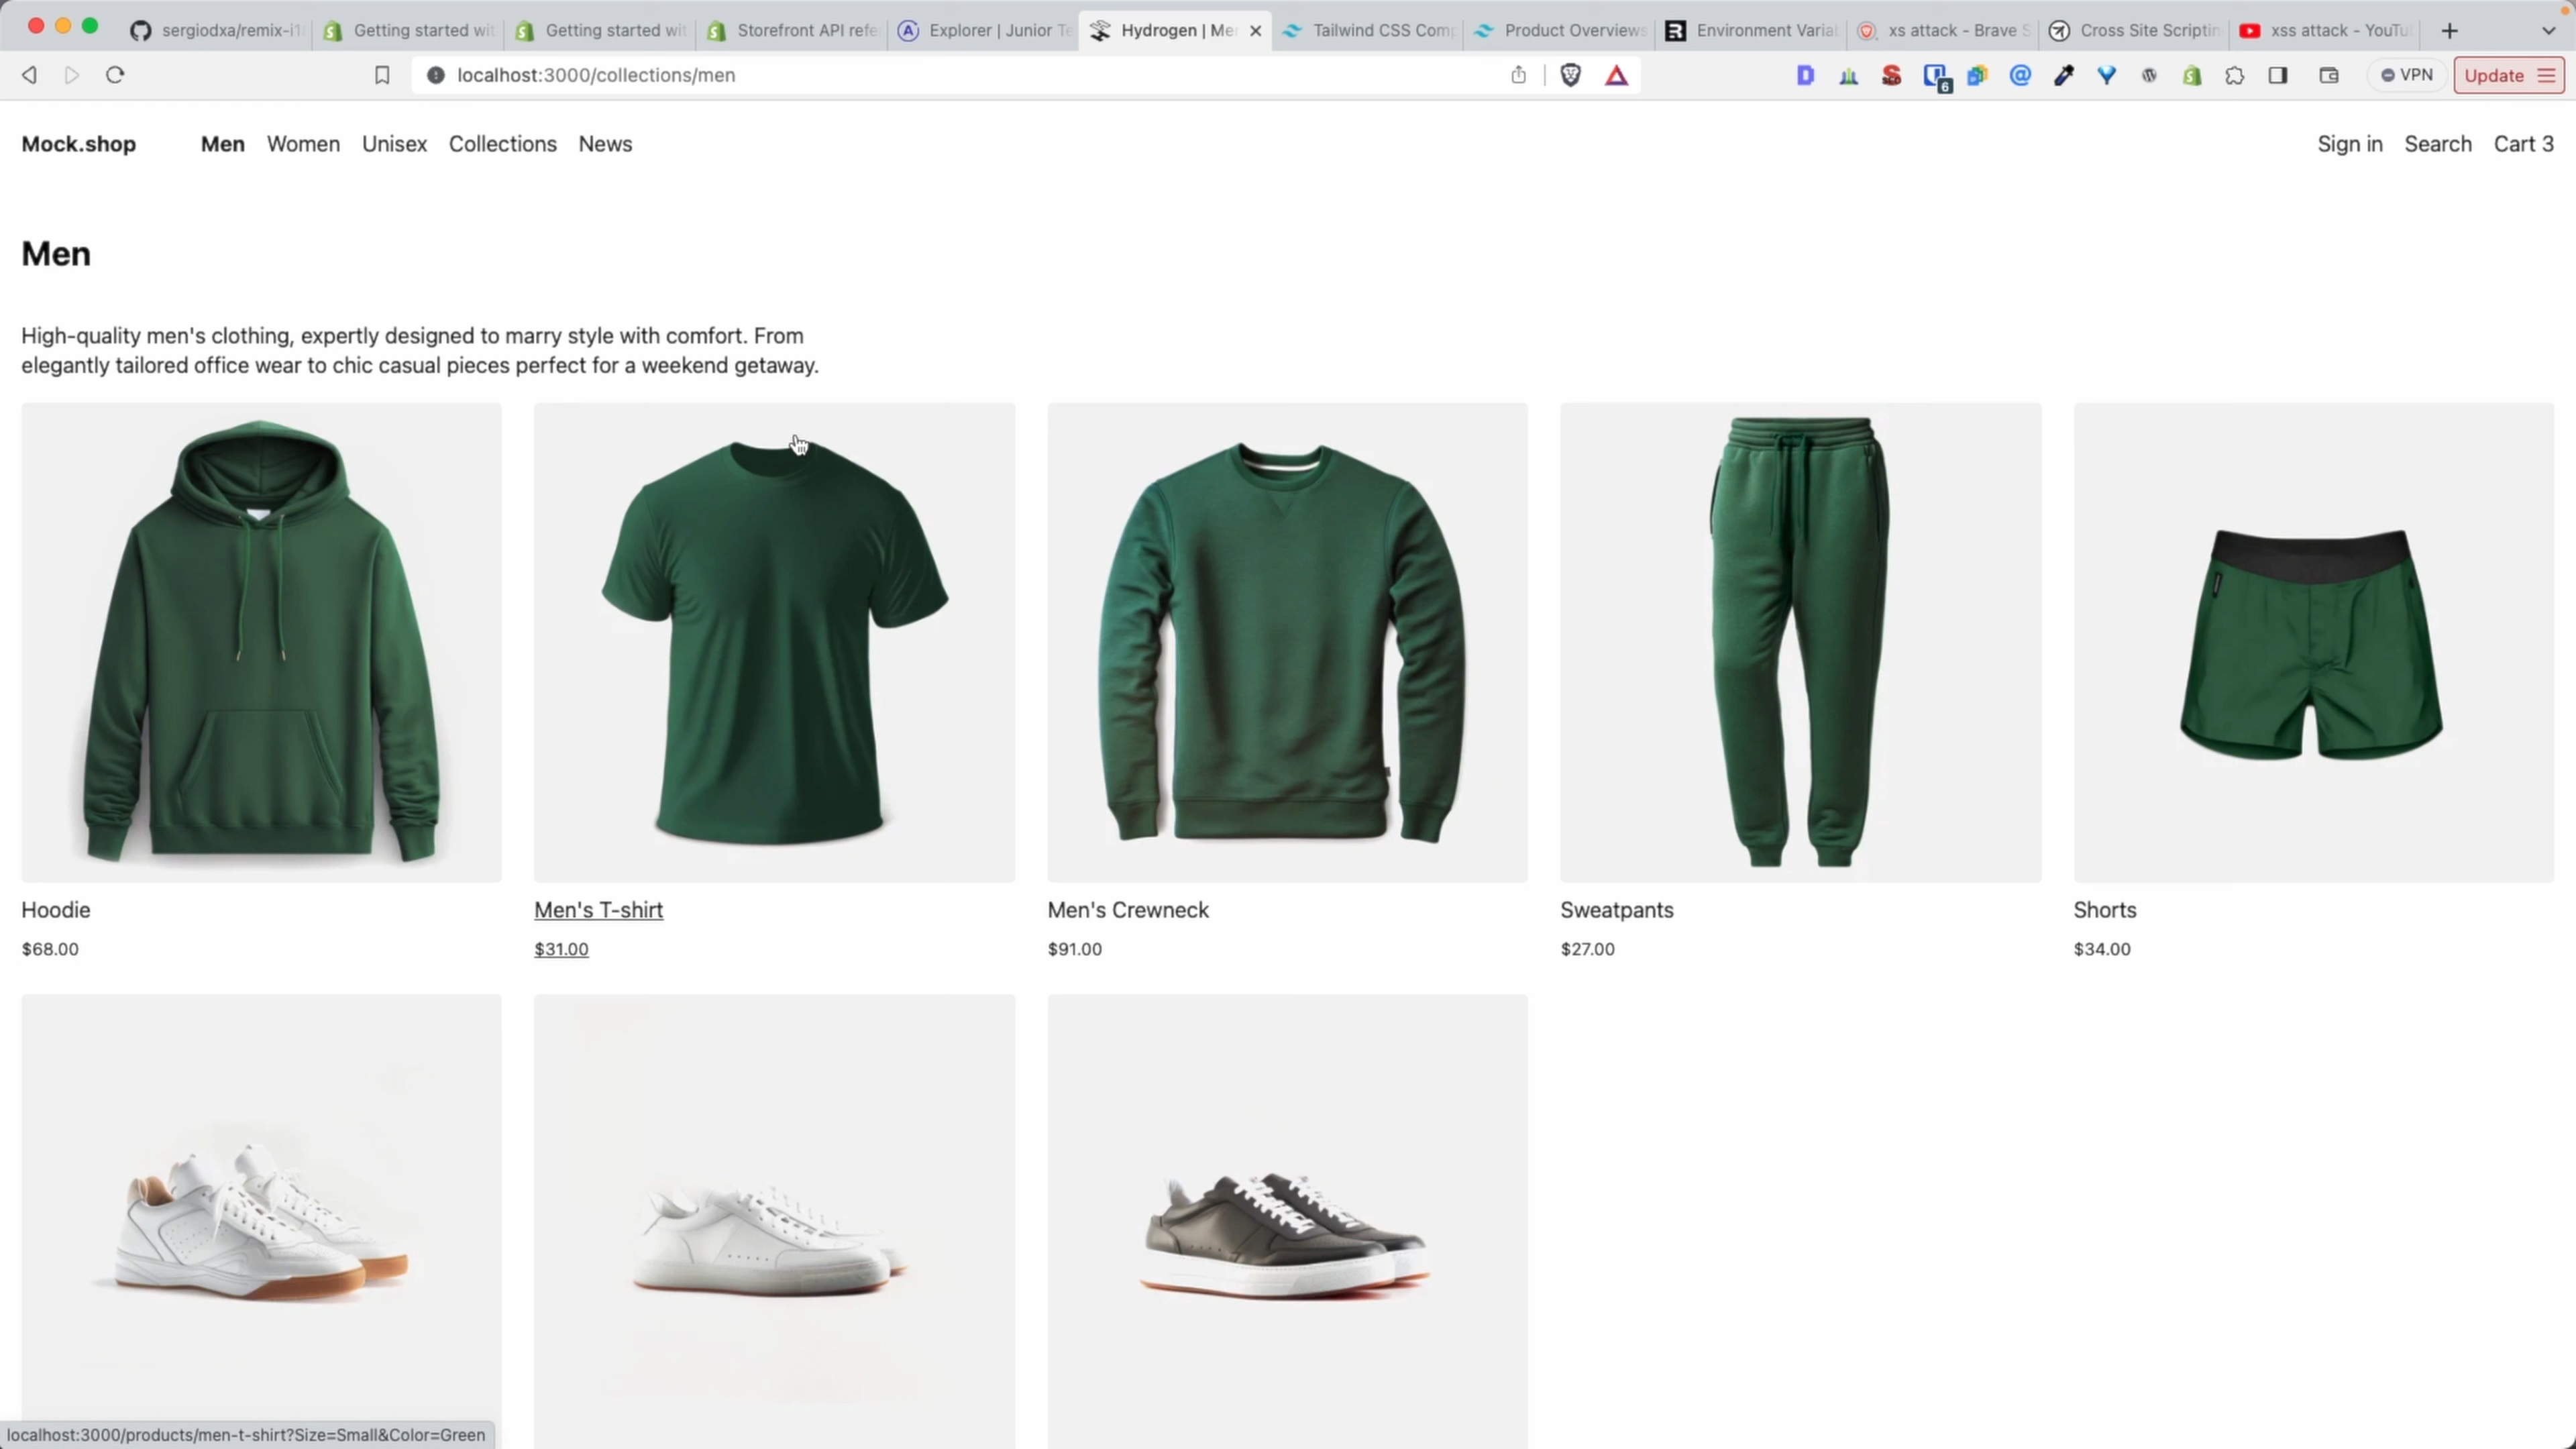 sergiodxa/remix-i1
Getting started wit
Getting started wit
Storefront API refe
Explorer | Junior Te
Hydrogen | Me
Tailwind CSS Comp
Product Overviews
Environment Varial
xs attack - Brave S
Cross Site Scriptin
xss attack - YouTu
localhost:3000/collections/men
6
VPN
Update
Mock.shop Men Women Unisex Collections News Sign in Search Cart 3
Men
High-quality men's clothing, expertly designed to marry style with comfort. From
elegantly tailored office wear to chic casual pieces perfect for a weekend getaway.
Hoodie
$68.00
Men's T-shirt
$31.00
Men's Crewneck
$91.00
Sweatpants
$27.00
Shorts
$34.00
localhost:3000/products/men-t-shirt?Size=Small&Color=Green